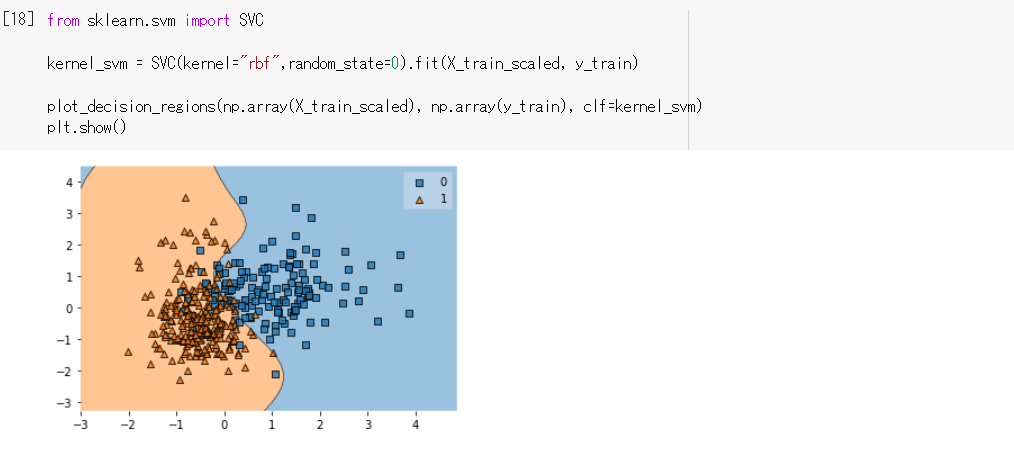 [18] from sklearn.svm import SVC
kernel_svm = SVC(kernel="rbf",random_state=0).fit(X_train_scaled, y_train)
plot_decision_regions(np.array(X_train_scaled), np.array(y_train), clf=kernel_svm)
plt.show()
0
1
4
3
2
1
0
−1
−2
−3
−3 −2 −1 0 1 2 3 4